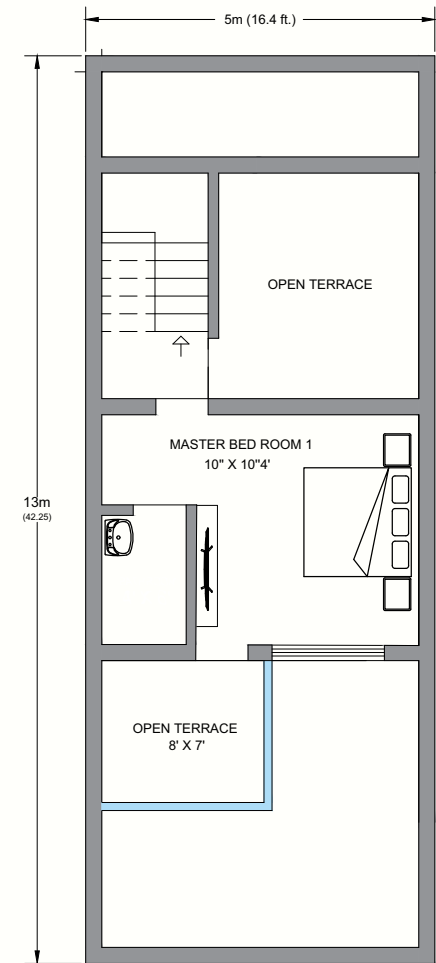 5m (16.4 ft.)
OPEN TERRACE
MASTER BED ROOM 1
10" X 10"4'
13m
(42.25)
OPEN TERRACE
8' X 7'